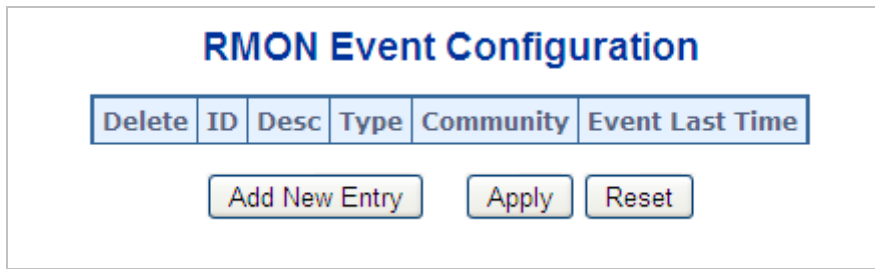 RMON Event Configuration
Delete ID Desc Type Community Event Last Time
Add New Entry Apply Reset